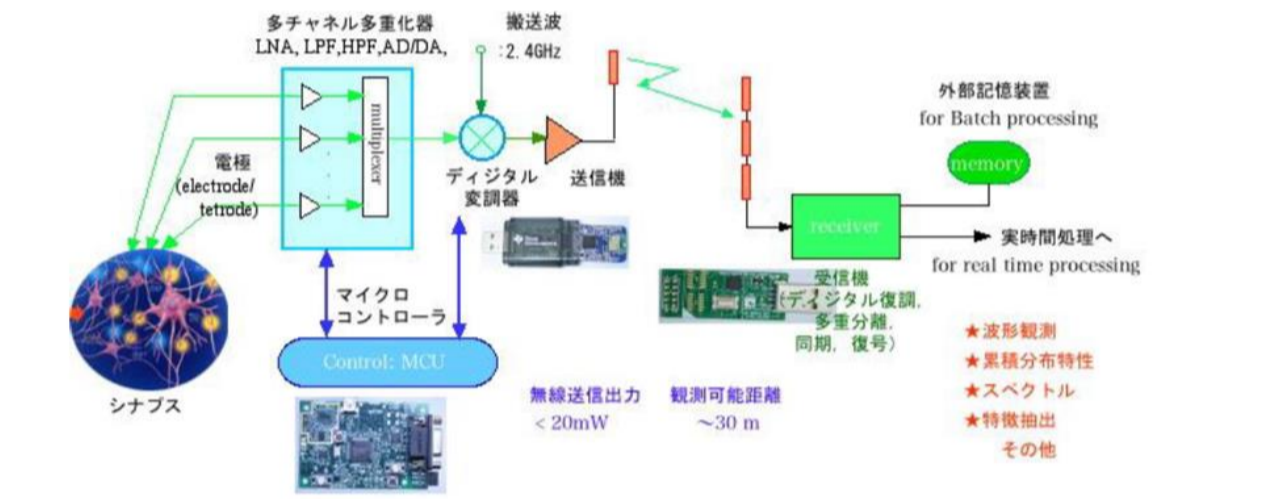 多チャネル多重化器
LNA, LPF,HPF,AD/DA,
搬送波
:2.4GHz
multiplexer
電極
(electrode/
tetrode)
ディジタル
変調器
送信機
外部記憶装置
for Batch processing
memory
receiver
実時間処理へ
for real time processing
シナプス
マイクロ
コントローラ
Control: MCU
受信機
(ディジタル復調,
多重分離,
同期, 復号)
無線送信出力
< 20mW
観測可能距離
～30 m
★波形観測
★累積分布特性
★スペクトル
★特徴抽出
その他